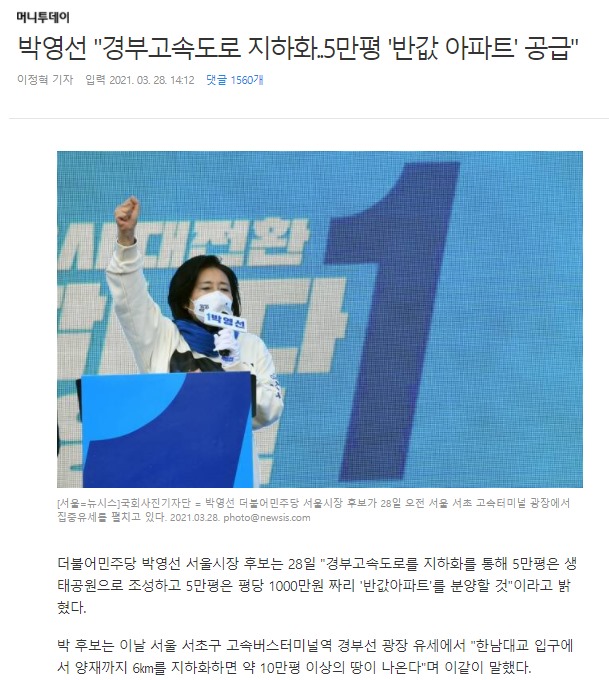 머니투데이
박영선 "경부고속도로 지하화..5만평 '반값 아파트' 공급"
이정혁 기자 입력 2021. 03. 28. 14:12 댓글 1560개
대전환
1
1박영선
[서울=뉴시스]국회사진기자단 = 박영선 더불어민주당 서울시장 후보가 28일 오전 서울 서초 고속터미널 광장에서
집중유세를 펼치고 있다. 2021.03.28. photo@newsis.com
더불어민주당 박영선 서울시장 후보는 28일 "경부고속도로를 지하화를 통해 5만평은 생
태공원으로 조성하고 5만평은 평당 1000만원 짜리 '반값아파트'를 분양할 것"이라고 밝
혔다.
박 후보는 이날 서울 서초구 고속버스터미널역 경부선 광장 유세에서 "한남대교 입구에
서 양재까지 6㎞를 지하화하면 약 10만평 이상의 땅이 나온다"며 이같이 말했다.